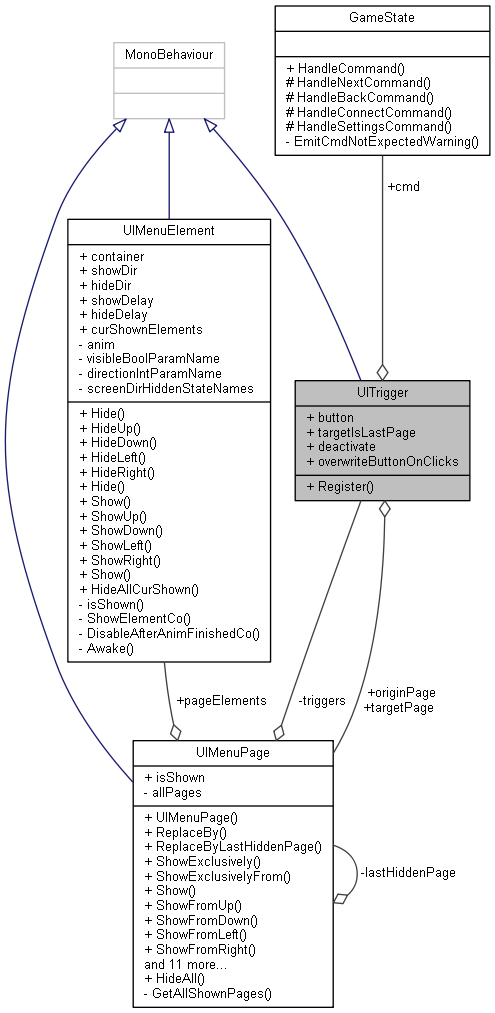 GameState
+ HandleCommand()
# HandleNextCommand()
# HandleBackCommand()
# HandleConnectCommand()
# HandleSettingsCommand()
- EmitCmdNotExpectedWarning()
MonoBehaviour
+cmd
UIMenuElement
+ container
+ showDir
+ hideDir
+ showDelay
+ hideDelay
+ curShownElements
- anim
- visibleBoolParamName
- directionIntParamName
- screenDirHiddenStateNames
+ Hide()
+ HideUp()
+ HideDown()
+ HideLeft()
+ HideRight()
+ Hide()
+ Show()
+ ShowUp()
+ ShowDown()
+ ShowLeft()
+ ShowRight()
+ Show()
+ HideAllCurShown()
- isShown()
- ShowElementCo()
- DisableAfterAnimFinishedCo()
- Awake()
UITrigger
+ button
+ targetIsLastPage
+ deactivate
+ overwriteButtonOnClicks
+ Register()
+pageElements
-triggers
+originPage
+targetPage
UIMenuPage
+ isShown
- allPages
+ UIMenuPage()
+ ReplaceBy()
+ ReplaceByLastHiddenPage()
+ ShowExclusively()
+ ShowExclusivelyFrom()
+ Show()
+ ShowFromUp()
+ ShowFromDown()
+ ShowFromLeft()
+ ShowFromRight()
and 11 more...
+ HideAll()
- GetAllShownPages()
-lastHiddenPage